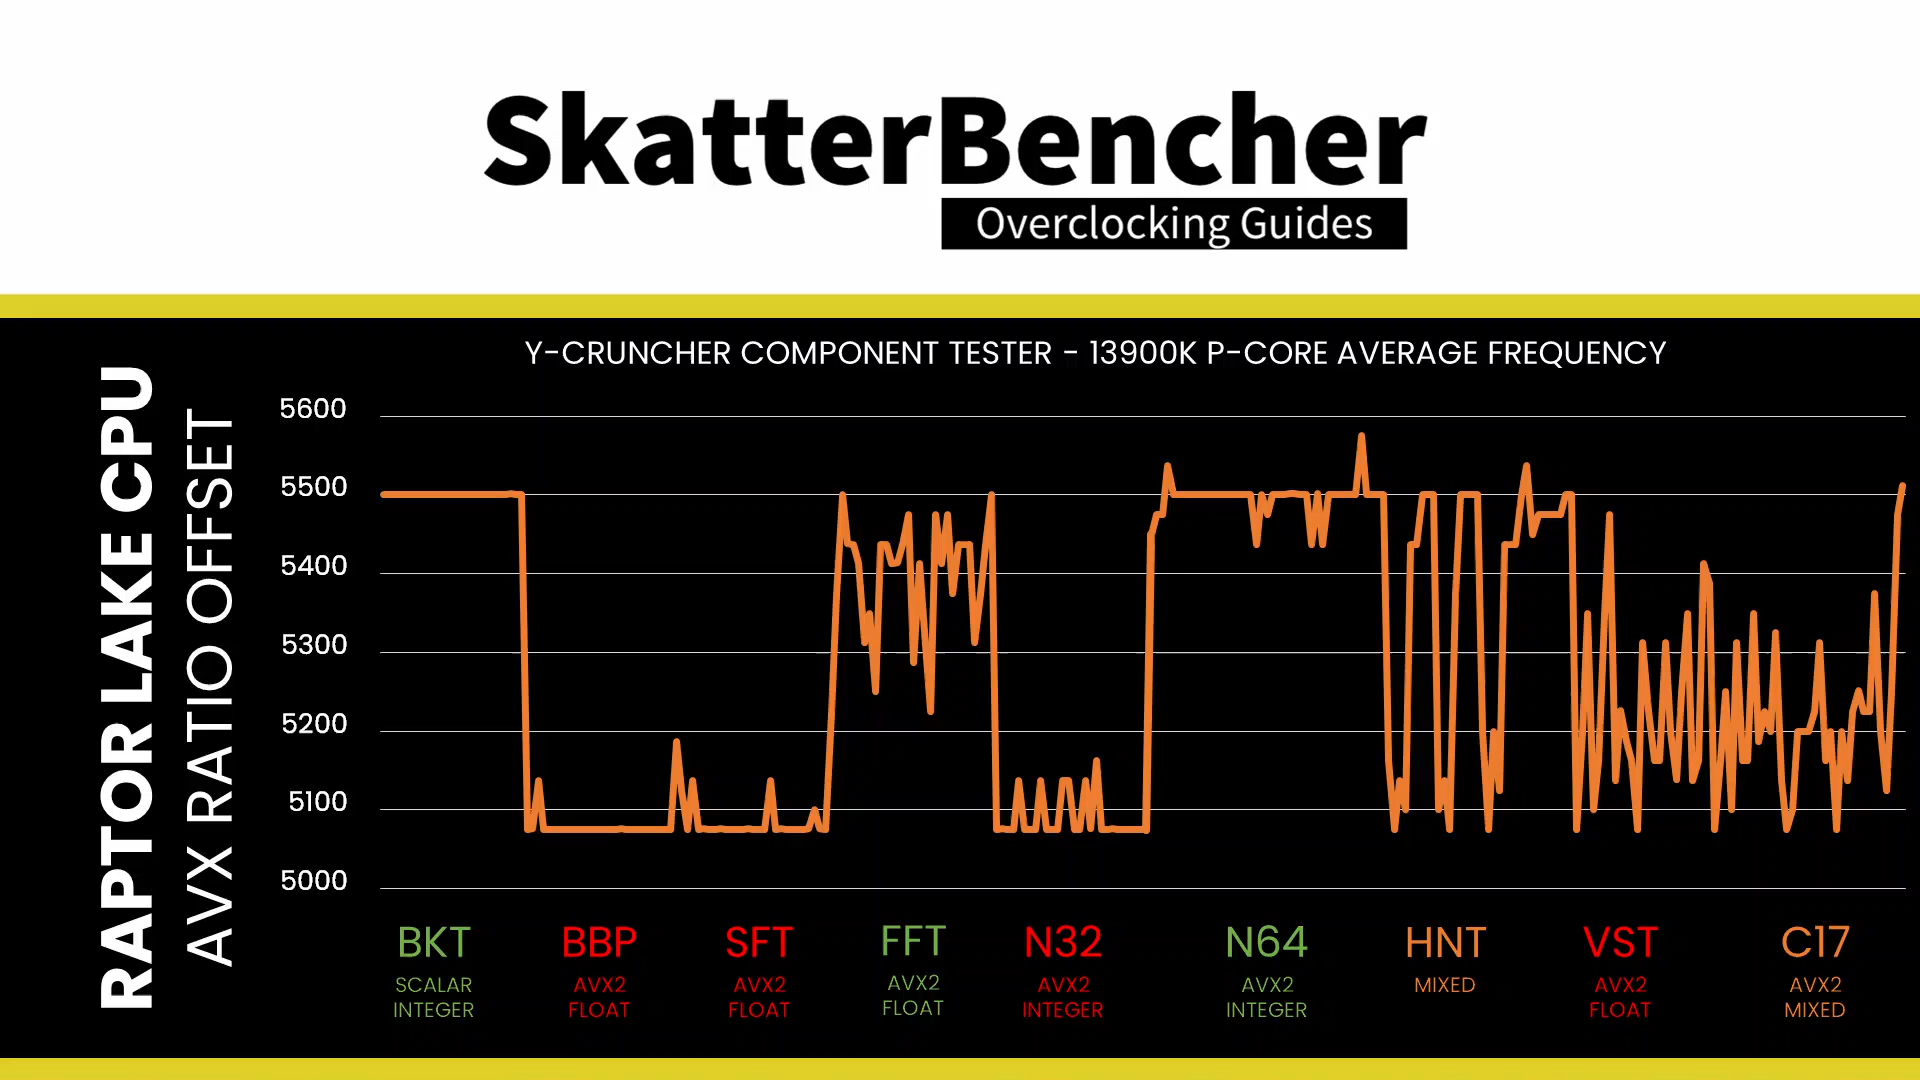 SkatterBencher
Overclocking Guides
RAPTOR LAKE CPU
AVX RATIO OFFSET
Y-CRUNCHER COMPONENT TESTER - 13900K P-CORE AVERAGE FREQUENCY
5600
5500
5400
5300
5200
5100
5000
BKT
SCALAR
INTEGER
BBP
AVX2
FLOAT
SFT
AVX2
FLOAT
FFT
AVX2
FLOAT
N32
AVX2
INTEGER
N64
AVX2
INTEGER
HNT
MIXED
VST
AVX2
FLOAT
C17
AVX2
MIXED